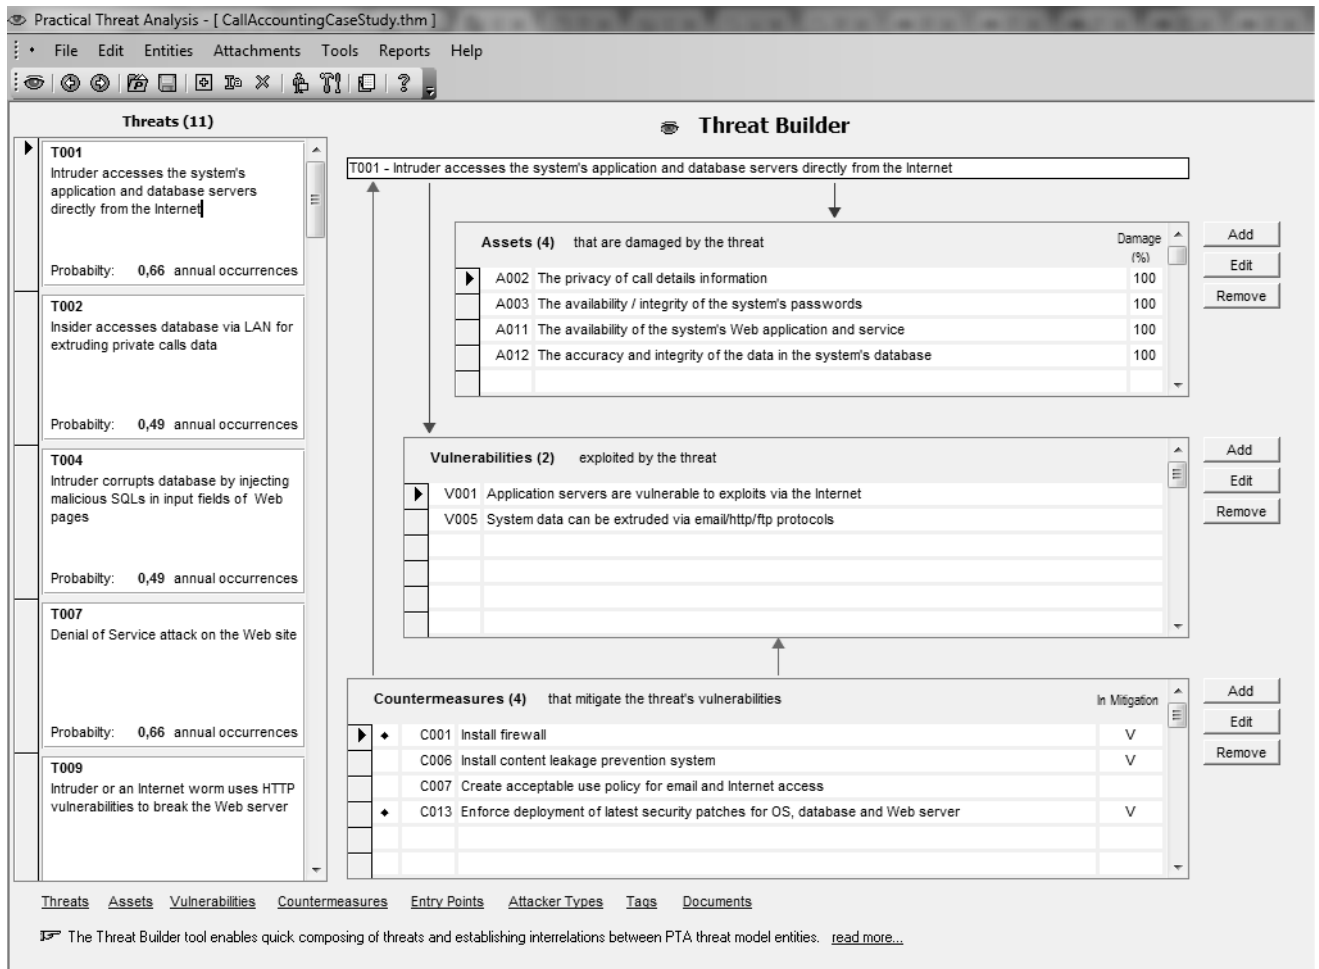 Practical Threat Analysis - [ CallAccountingCaseStudy.thm ]
File Edit Entities Attachments Tools Reports Help
Threats (11)
Threat Builder
T001
Intruder accesses the system's
application and database servers
directly from the Internet
Probabilty: 0,66 annual occurrences
T002
Insider accesses database via LAN for
extruding private calls data
Probabilty: 0,49 annual occurrences
T004
Intruder corrupts database by injecting
malicious SQLs in input fields of Web
pages
Probabilty: 0,49 annual occurrences
T007
Denial of Service attack on the Web site
Probabilty: 0,66 annual occurrences
T009
Intruder or an Internet worm uses HTTP
vulnerabilities to break the Web server
T001 - Intruder accesses the system's application and database servers directly from the Internet
Assets (4) that are damaged by the threat Damage
(%)
A002 The privacy of call details information 100
A003 The availability / integrity of the system's passwords 100
A011 The availability of the system's Web application and service 100
A012 The accuracy and integrity of the data in the system's database 100
Add
Edit
Remove
Vulnerabilities (2) exploited by the threat
V001 Application servers are vulnerable to exploits via the Internet
V005 System data can be extruded via email/http/ftp protocols
Add
Edit
Remove
Countermeasures (4) that mitigate the threat's vulnerabilities In Mitigation
C001 Install firewall V
C006 Install content leakage prevention system V
C007 Create acceptable use policy for email and Internet access
C013 Enforce deployment of latest security patches for OS, database and Web server V
Add
Edit
Remove
Threats Assets Vulnerabilities Countermeasures Entry Points Attacker Types Tags Documents
The Threat Builder tool enables quick composing of threats and establishing interrelations between PTA threat model entities. read more...